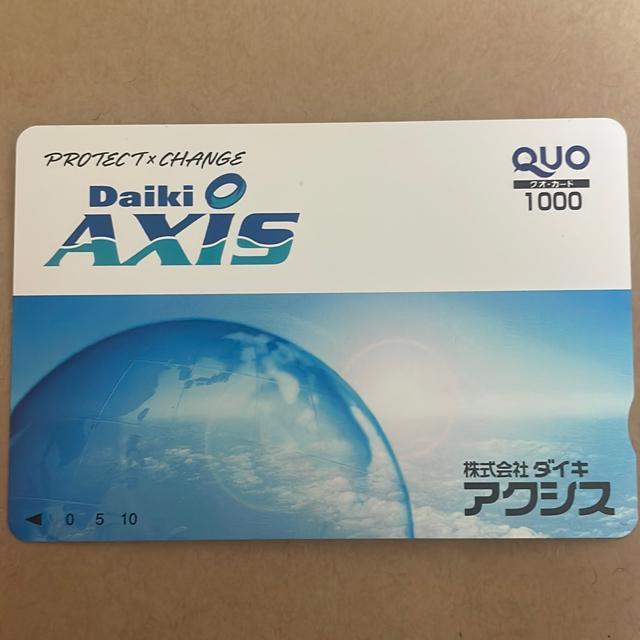 PROTECT×CHANGE
Daiki
AXIS
QUO
クオ・カード
1000
株式会社 ダイキ
アクシス
◀ 0 5 10